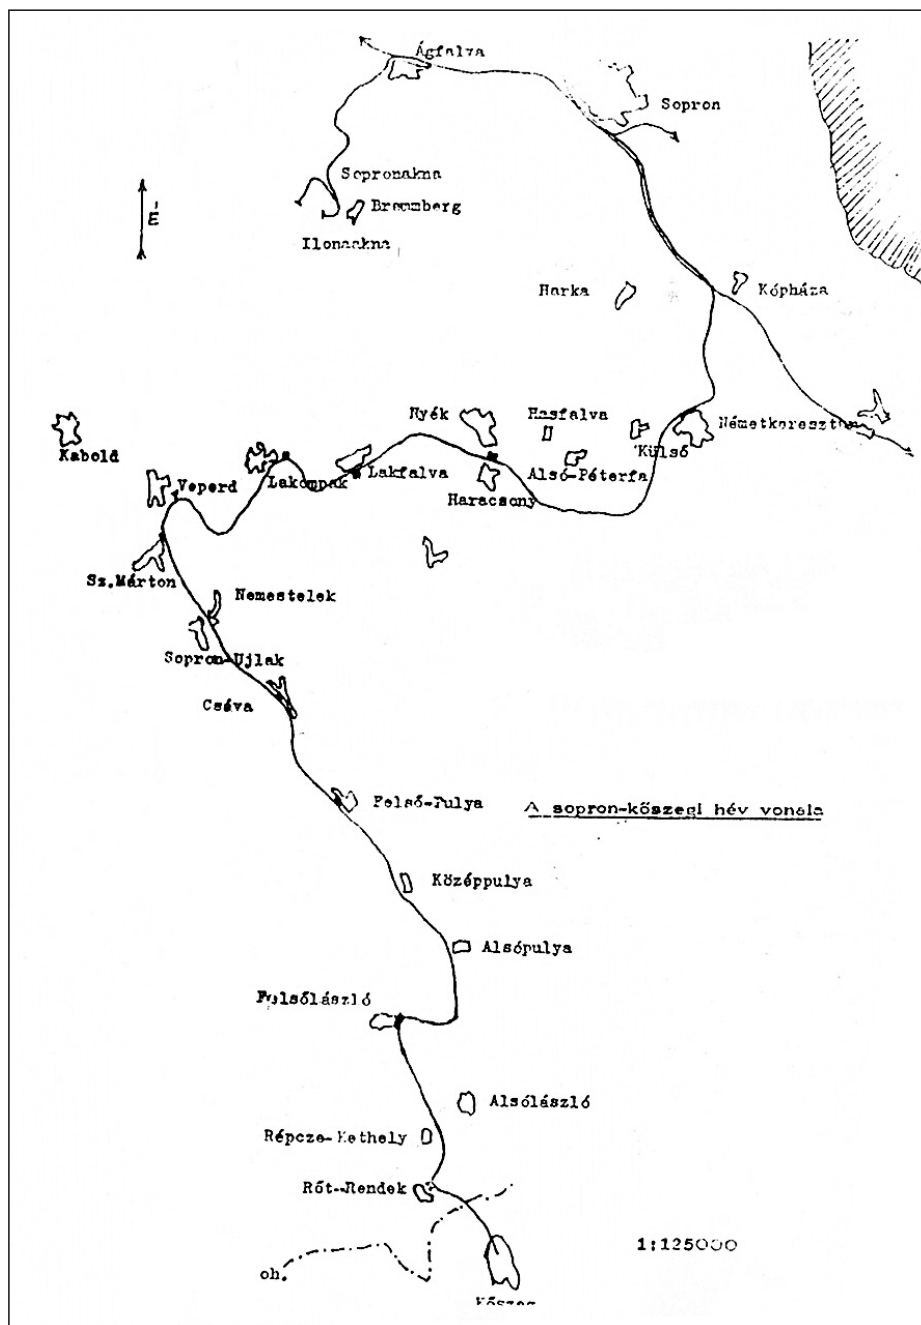 Ágfalva
Sopron
Sopronakna
É
Brennberg
Ilonaakna
Harka
Kópháza
Nyék
Hasfalva
Németkeresztur
Kabold
Külső
Lakompak
Lakfalva
Alsó-Péterfa
Veperd
Haracsony
Sz.Márton
Nemestelek
Sopron-Ujlak
Cséva
Felső-Pulya
A sopron-kőszegi hév vonala
Középpulya
Alsópulya
Felsőlászló
Alsólászló
Répcze-Kethely
Rőt-Rendek
1:125000
oh.
Kőszeg